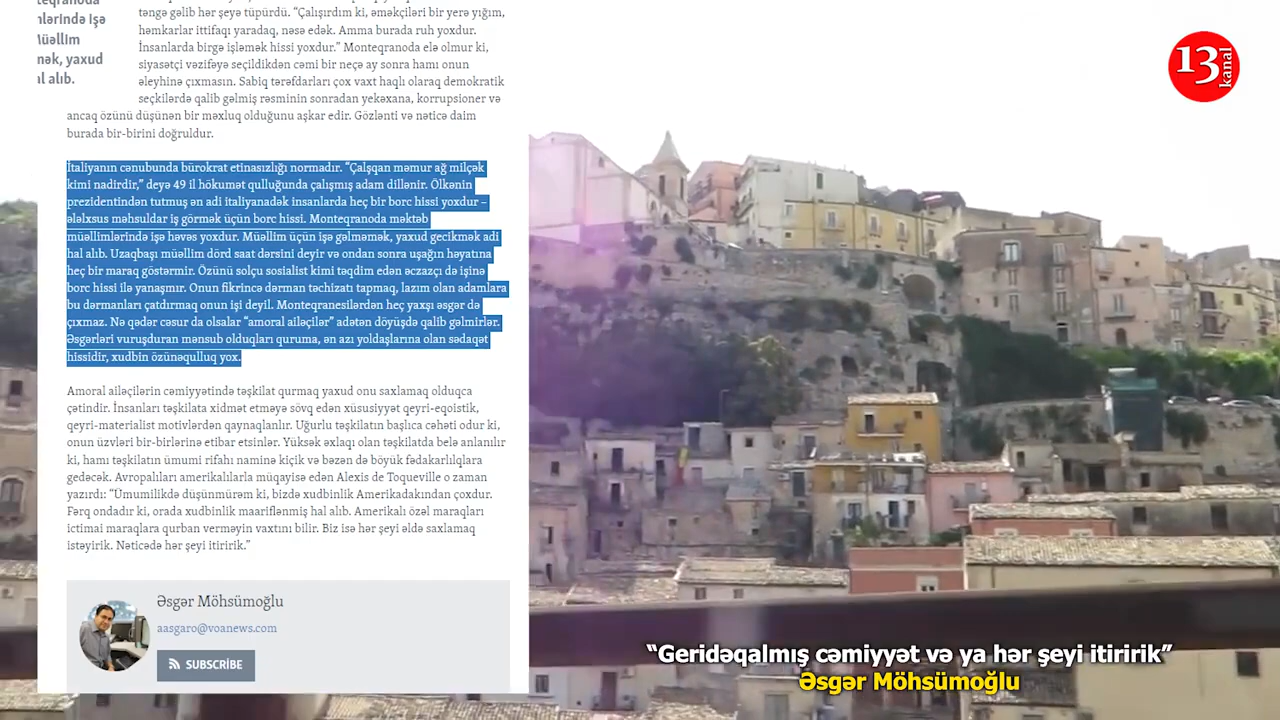 eqranoda
nlərində işə
Müəllim
nək, yaxud
al alıb.
təngə gəlib hər şeyə tüpürdü. “Çalışırdım ki, əməkçiləri bir yerə yığım,
həmkarlar ittifaqı yaradaq, nəsə edək. Amma burada ruh yoxdur.
İnsanlarda birgə işləmək hissi yoxdur.” Monteqranoda elə olmur ki,
siyasətçi vəzifəyə seçildikdən cəmi bir neçə ay sonra hamı onun
əleyhinə çıxmasın. Sabiq tərəfdarları çox vaxt haqlı olaraq demokratik
seçkilərdə qalib gəlmiş rəsminin sonradan yekəxana, korrupsioner və
ancaq özünü düşünən bir məxluq olduğunu aşkar edir. Gözlənti və nəticə daim
burada bir-birini doğruldur.
İtaliyanın cənubunda bürokrat etinasızlığı normadır. “Çalşqan məmur ağ milçək
kimi nadirdir,” deyə 49 il hökumət qulluğunda çalışmış adam dillənir. Ölkənin
prezidentindən tutmuş ən adi italiyanadək insanlarda heç bir borc hissi yoxdur –
ələlxsus məhsuldar iş görmək üçün borc hissi. Monteqranoda məktəb
müəllimlərində işə həvəs yoxdur. Müəllim üçün işə gəlməmək, yaxud gecikmək adi
hal alıb. Uzaqbaşı müəllim dörd saat dərsini deyir və ondan sonra uşağın həyatına
heç bir maraq göstərmir. Özünü solçu sosialist kimi təqdim edən əczazçı də işinə
borc hissi ilə yanaşmır. Onun fikrincə dərman təchizatı tapmaq, lazım olan adamlara
bu dərmanları çatdırmaq onun işi deyil. Monteqranesilərdən heç yaxşı əsgər də
çıxmaz. Nə qədər cəsur da olsalar “amoral ailəçilər” adətən döyüşdə qalib gəlmirlər.
Əsgərləri vuruşduran mənsub olduqları quruma, ən azı yoldaşlarına olan sədaqət
hissidir, xudbin özünəqulluq yox.
Amoral ailəçilərin cəmiyyətində təşkilat qurmaq yaxud onu saxlamaq olduqca
çətindir. İnsanları təşkilata xidmət etməyə sövq edən xüsusiyyət qeyri-eqoistik,
qeyri-materialist motivlərdən qaynaqlanır. Uğurlu təşkilatın başlıca cəhəti odur ki,
onun üzvləri bir-birlərinə etibar etsinlər. Yüksək əxlaqı olan təşkilatda belə anlanılır
ki, hamı təşkilatın ümumi rifahı naminə kiçik və bəzən də böyük fədakarlılqlara
gedəcək. Avropalıları amerikalılarla müqayisə edən Alexis de Toqueville o zaman
yazırdı: “Ümumilikdə düşünmürəm ki, bizdə xudbinlik Amerikadakından çoxdur.
Fərq ondadır ki, orada xudbinlik maariflənmiş hal alıb. Amerikalı özəl maraqları
ictimai maraqlara qurban verməyin vaxtını bilir. Biz isə hər şeyi əldə saxlamaq
istəyirik. Nəticədə hər şeyi itiririk.”
Əsgər Möhsümoğlu
aasgaro@voanews.com
SUBSCRİBE
13 kanal
“Geridəqalmış cəmiyyət və ya hər şeyi itiririk”
Əsgər Möhsümoğlu